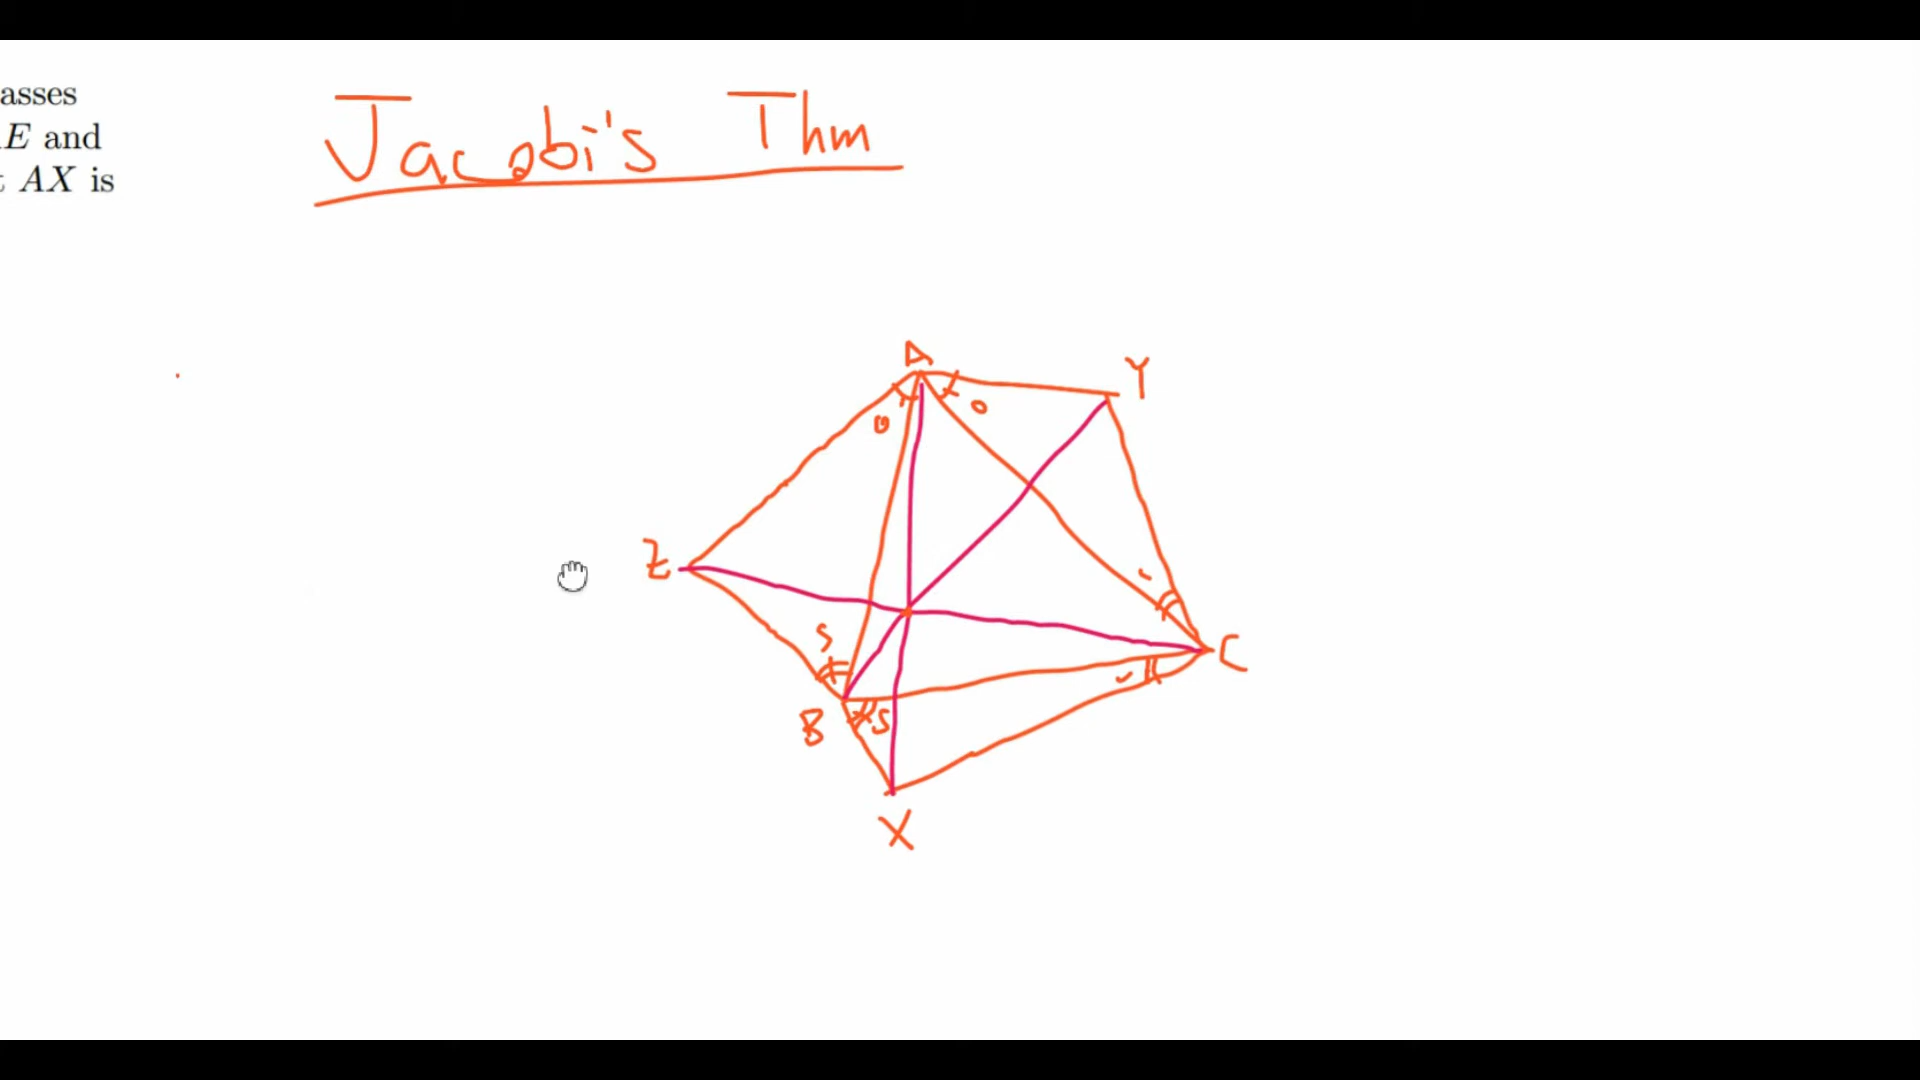 asses
E and
AX is
Jacobi's Thm
A
Y
Z
C
B
X